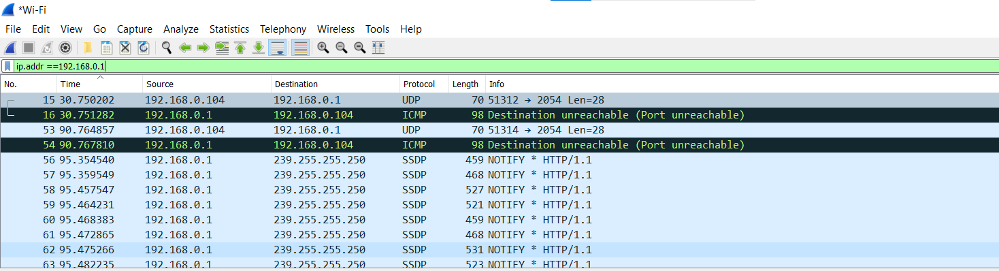 *Wi-Fi
File Edit View Go Capture Analyze Statistics Telephony Wireless Tools Help
ip.addr ==192.168.0.1
No. Time Source Destination Protocol Length Info
15 30.750202 192.168.0.104 192.168.0.1 UDP 70 51312 → 2054 Len=28
16 30.751282 192.168.0.1 192.168.0.104 ICMP 98 Destination unreachable (Port unreachable)
53 90.764857 192.168.0.104 192.168.0.1 UDP 70 51314 → 2054 Len=28
54 90.767810 192.168.0.1 192.168.0.104 ICMP 98 Destination unreachable (Port unreachable)
56 95.354540 192.168.0.1 239.255.255.250 SSDP 459 NOTIFY * HTTP/1.1
57 95.359549 192.168.0.1 239.255.255.250 SSDP 468 NOTIFY * HTTP/1.1
58 95.457547 192.168.0.1 239.255.255.250 SSDP 527 NOTIFY * HTTP/1.1
59 95.464231 192.168.0.1 239.255.255.250 SSDP 521 NOTIFY * HTTP/1.1
60 95.468383 192.168.0.1 239.255.255.250 SSDP 459 NOTIFY * HTTP/1.1
61 95.472865 192.168.0.1 239.255.255.250 SSDP 468 NOTIFY * HTTP/1.1
62 95.475266 192.168.0.1 239.255.255.250 SSDP 531 NOTIFY * HTTP/1.1
63 95.482235 192.168.0.1 239.255.255.250 SSDP 523 NOTIFY * HTTP/1.1